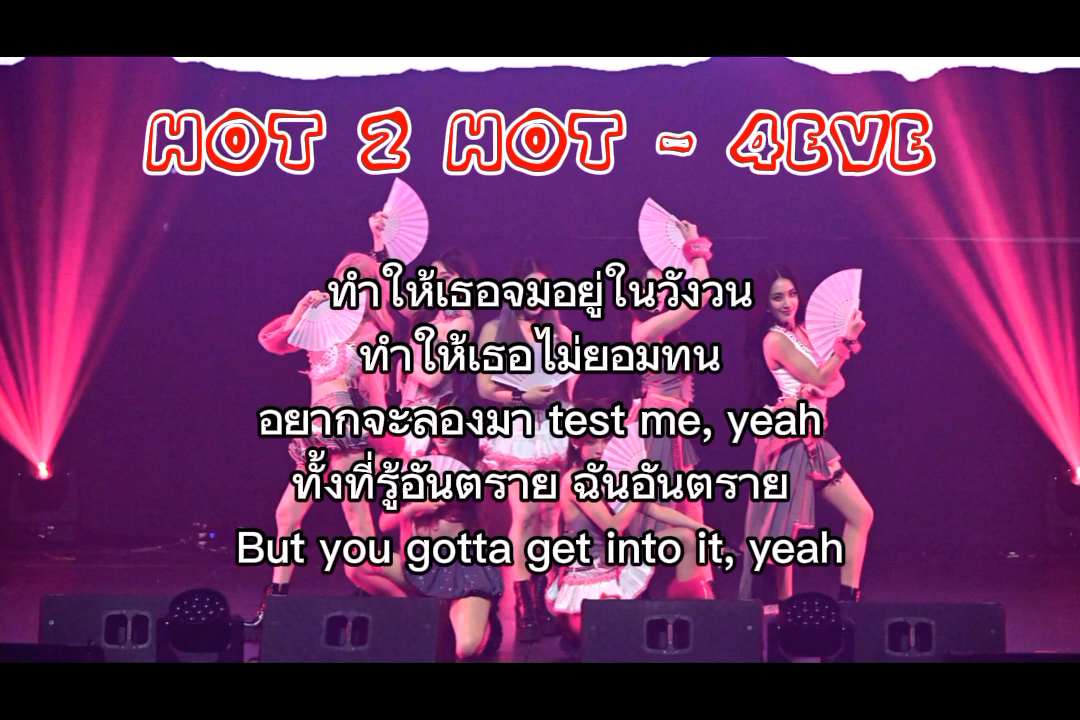 HOT 2 HOT - 4EVE
ทำให้เธอจมอยู่ในวังวน
ทำให้เธอไม่ยอมทน
อยากจะลองมา test me, yeah
ทั้งที่รู้อันตราย ฉันอันตราย
But you gotta get into it, yeah